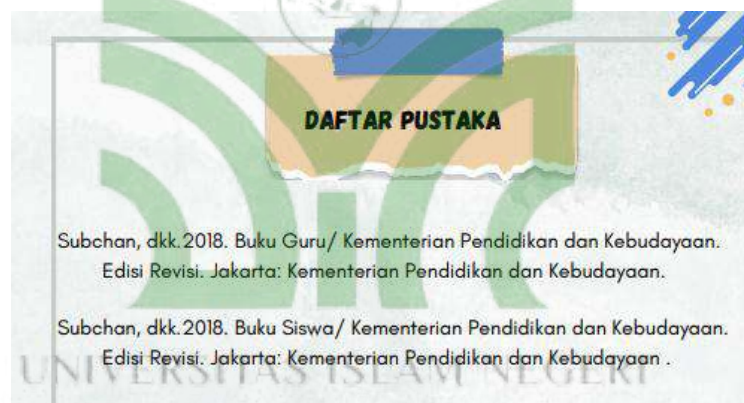 DAFTAR PUSTAKA
Subchan, dkk.2018. Buku Guru/ Kementerian Pendidikan dan Kebudayaan.
Edisi Revisi. Jakarta: Kementerian Pendidikan dan Kebudayaan.
Subchan, dkk.2018. Buku Siswa/ Kementerian Pendidikan dan Kebudayaan.
Edisi Revisi. Jakarta: Kementerian Pendidikan dan Kebudayaan .
UNIVERSITAS ISLAM NEGERI